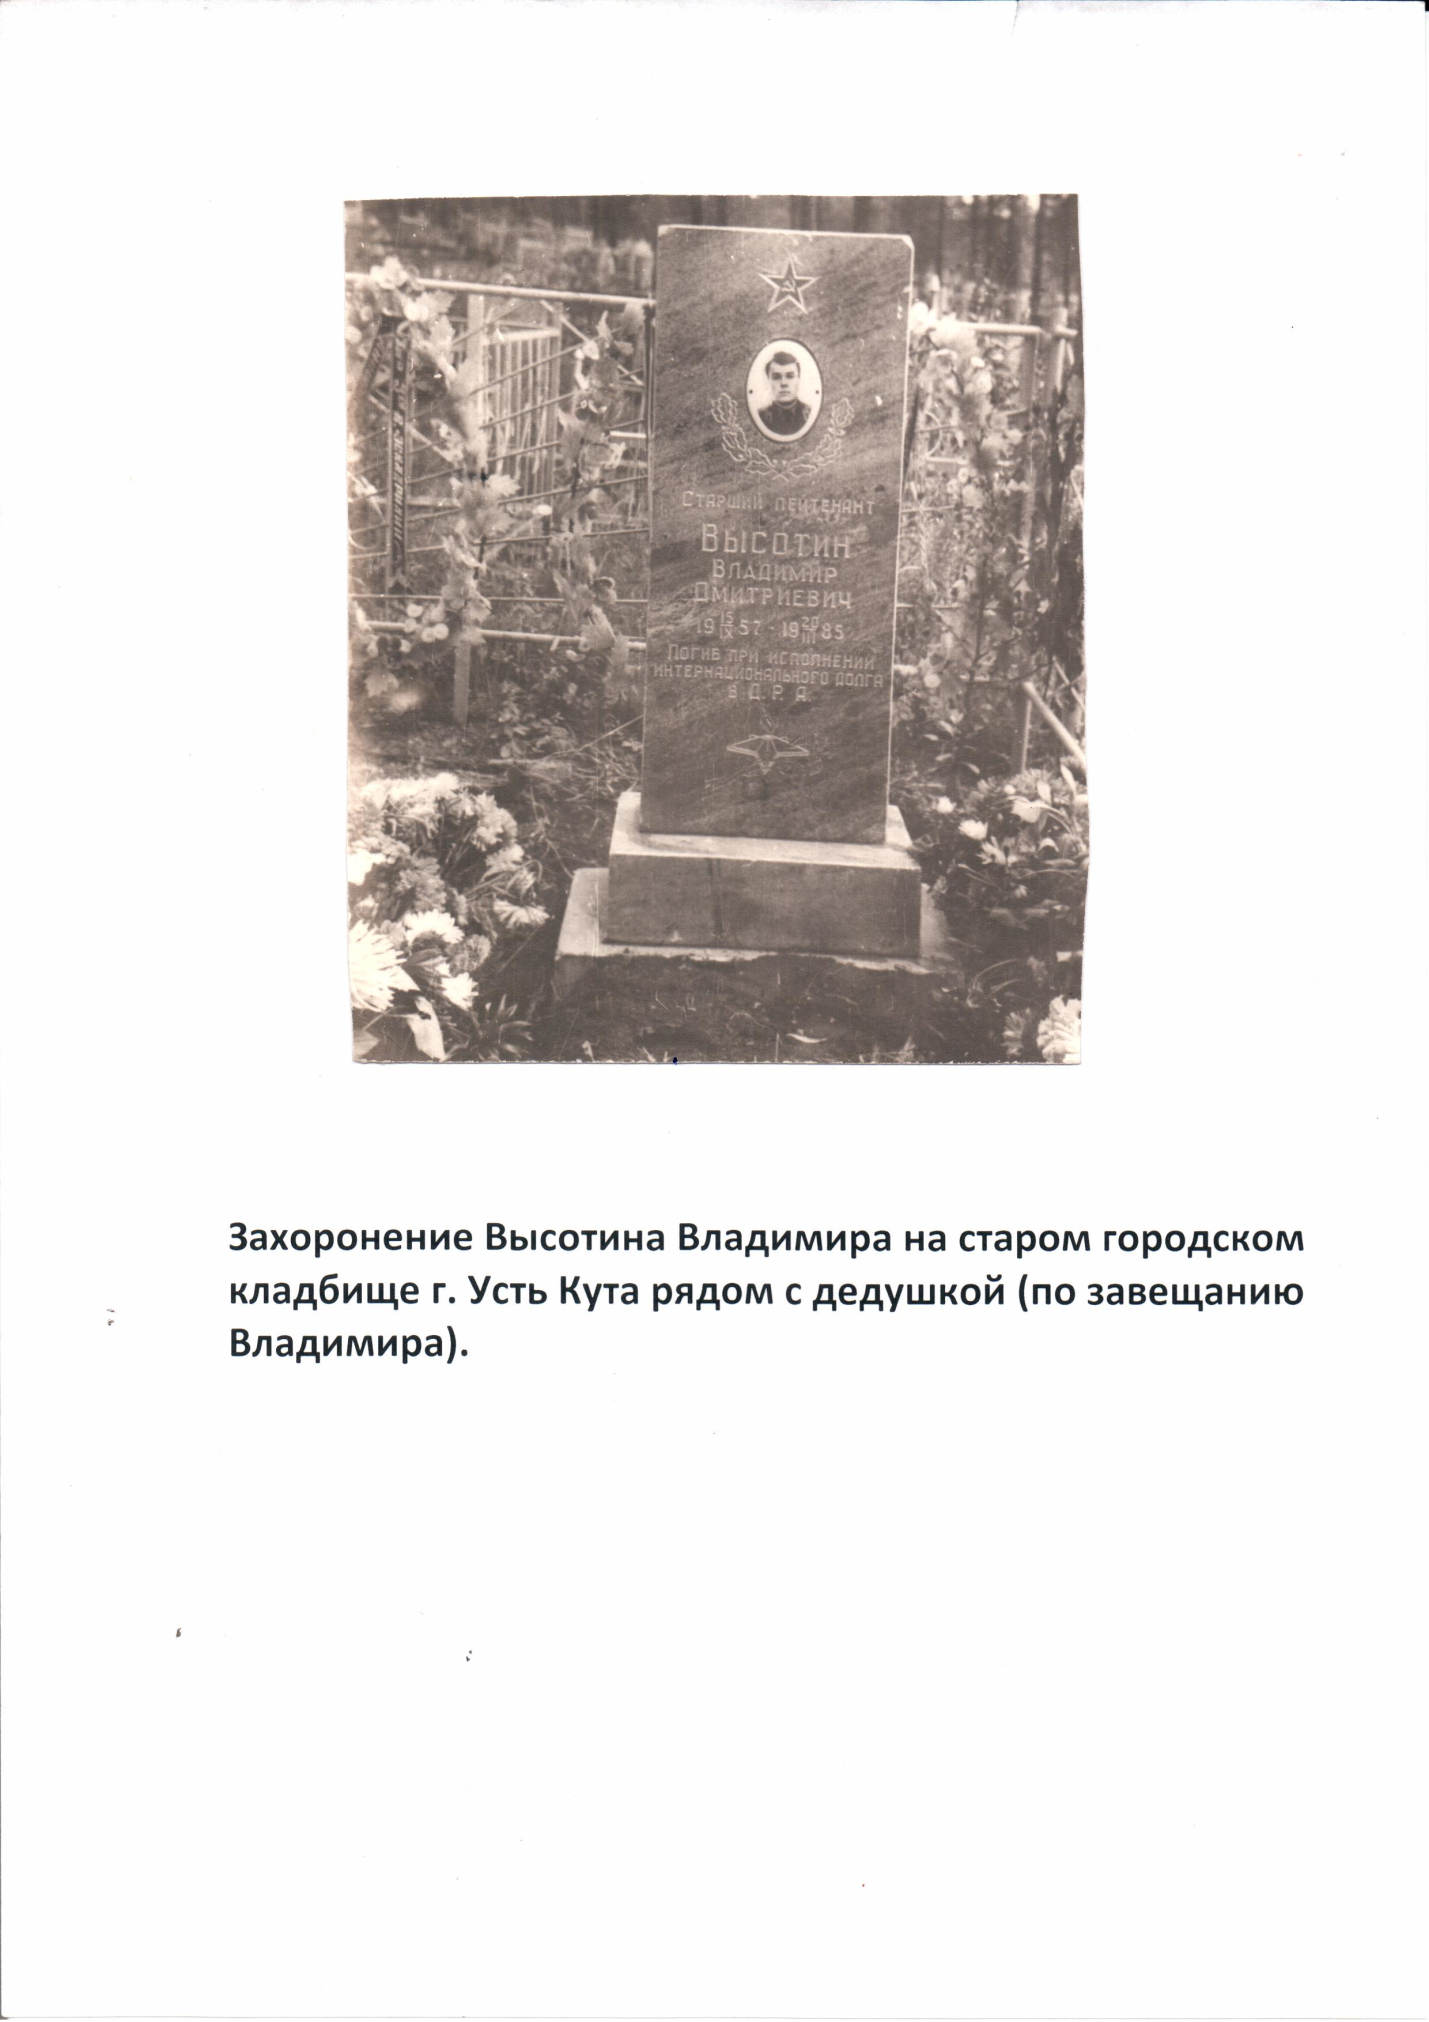 Старший лейтенант
Высотин
Владимир
Дмитриевич
19 15/IX 57 - 19 20/III 85
Погиб при исполнении
интернационального долга
в Д. Р. А.
Захоронение Высотина Владимира на старом городском
кладбище г. Усть Кута рядом с дедушкой (по завещанию
Владимира).